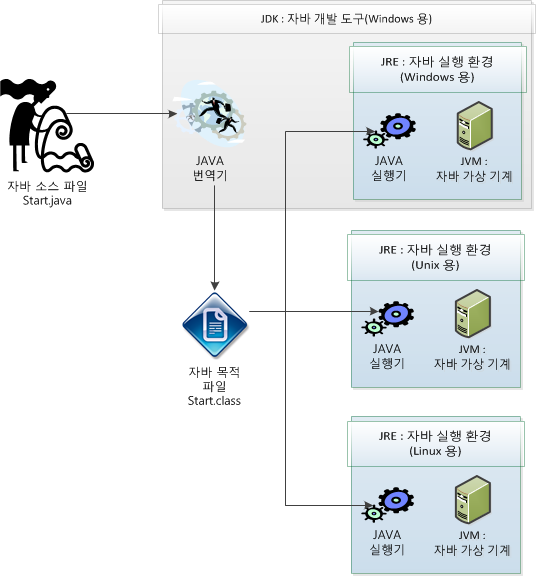 JDK : 자바 개발 도구(Windows 용)
JRE : 자바 실행 환경
(Windows 용)
JAVA
실행기
JVM :
자바 가상 기계
JAVA
번역기
자바 소스 파일
Start.java
JRE : 자바 실행 환경
(Unix 용)
JAVA
실행기
JVM :
자바 가상 기계
자바 목적
파일
Start.class
JRE : 자바 실행 환경
(Linux 용)
JAVA
실행기
JVM :
자바 가상 기계